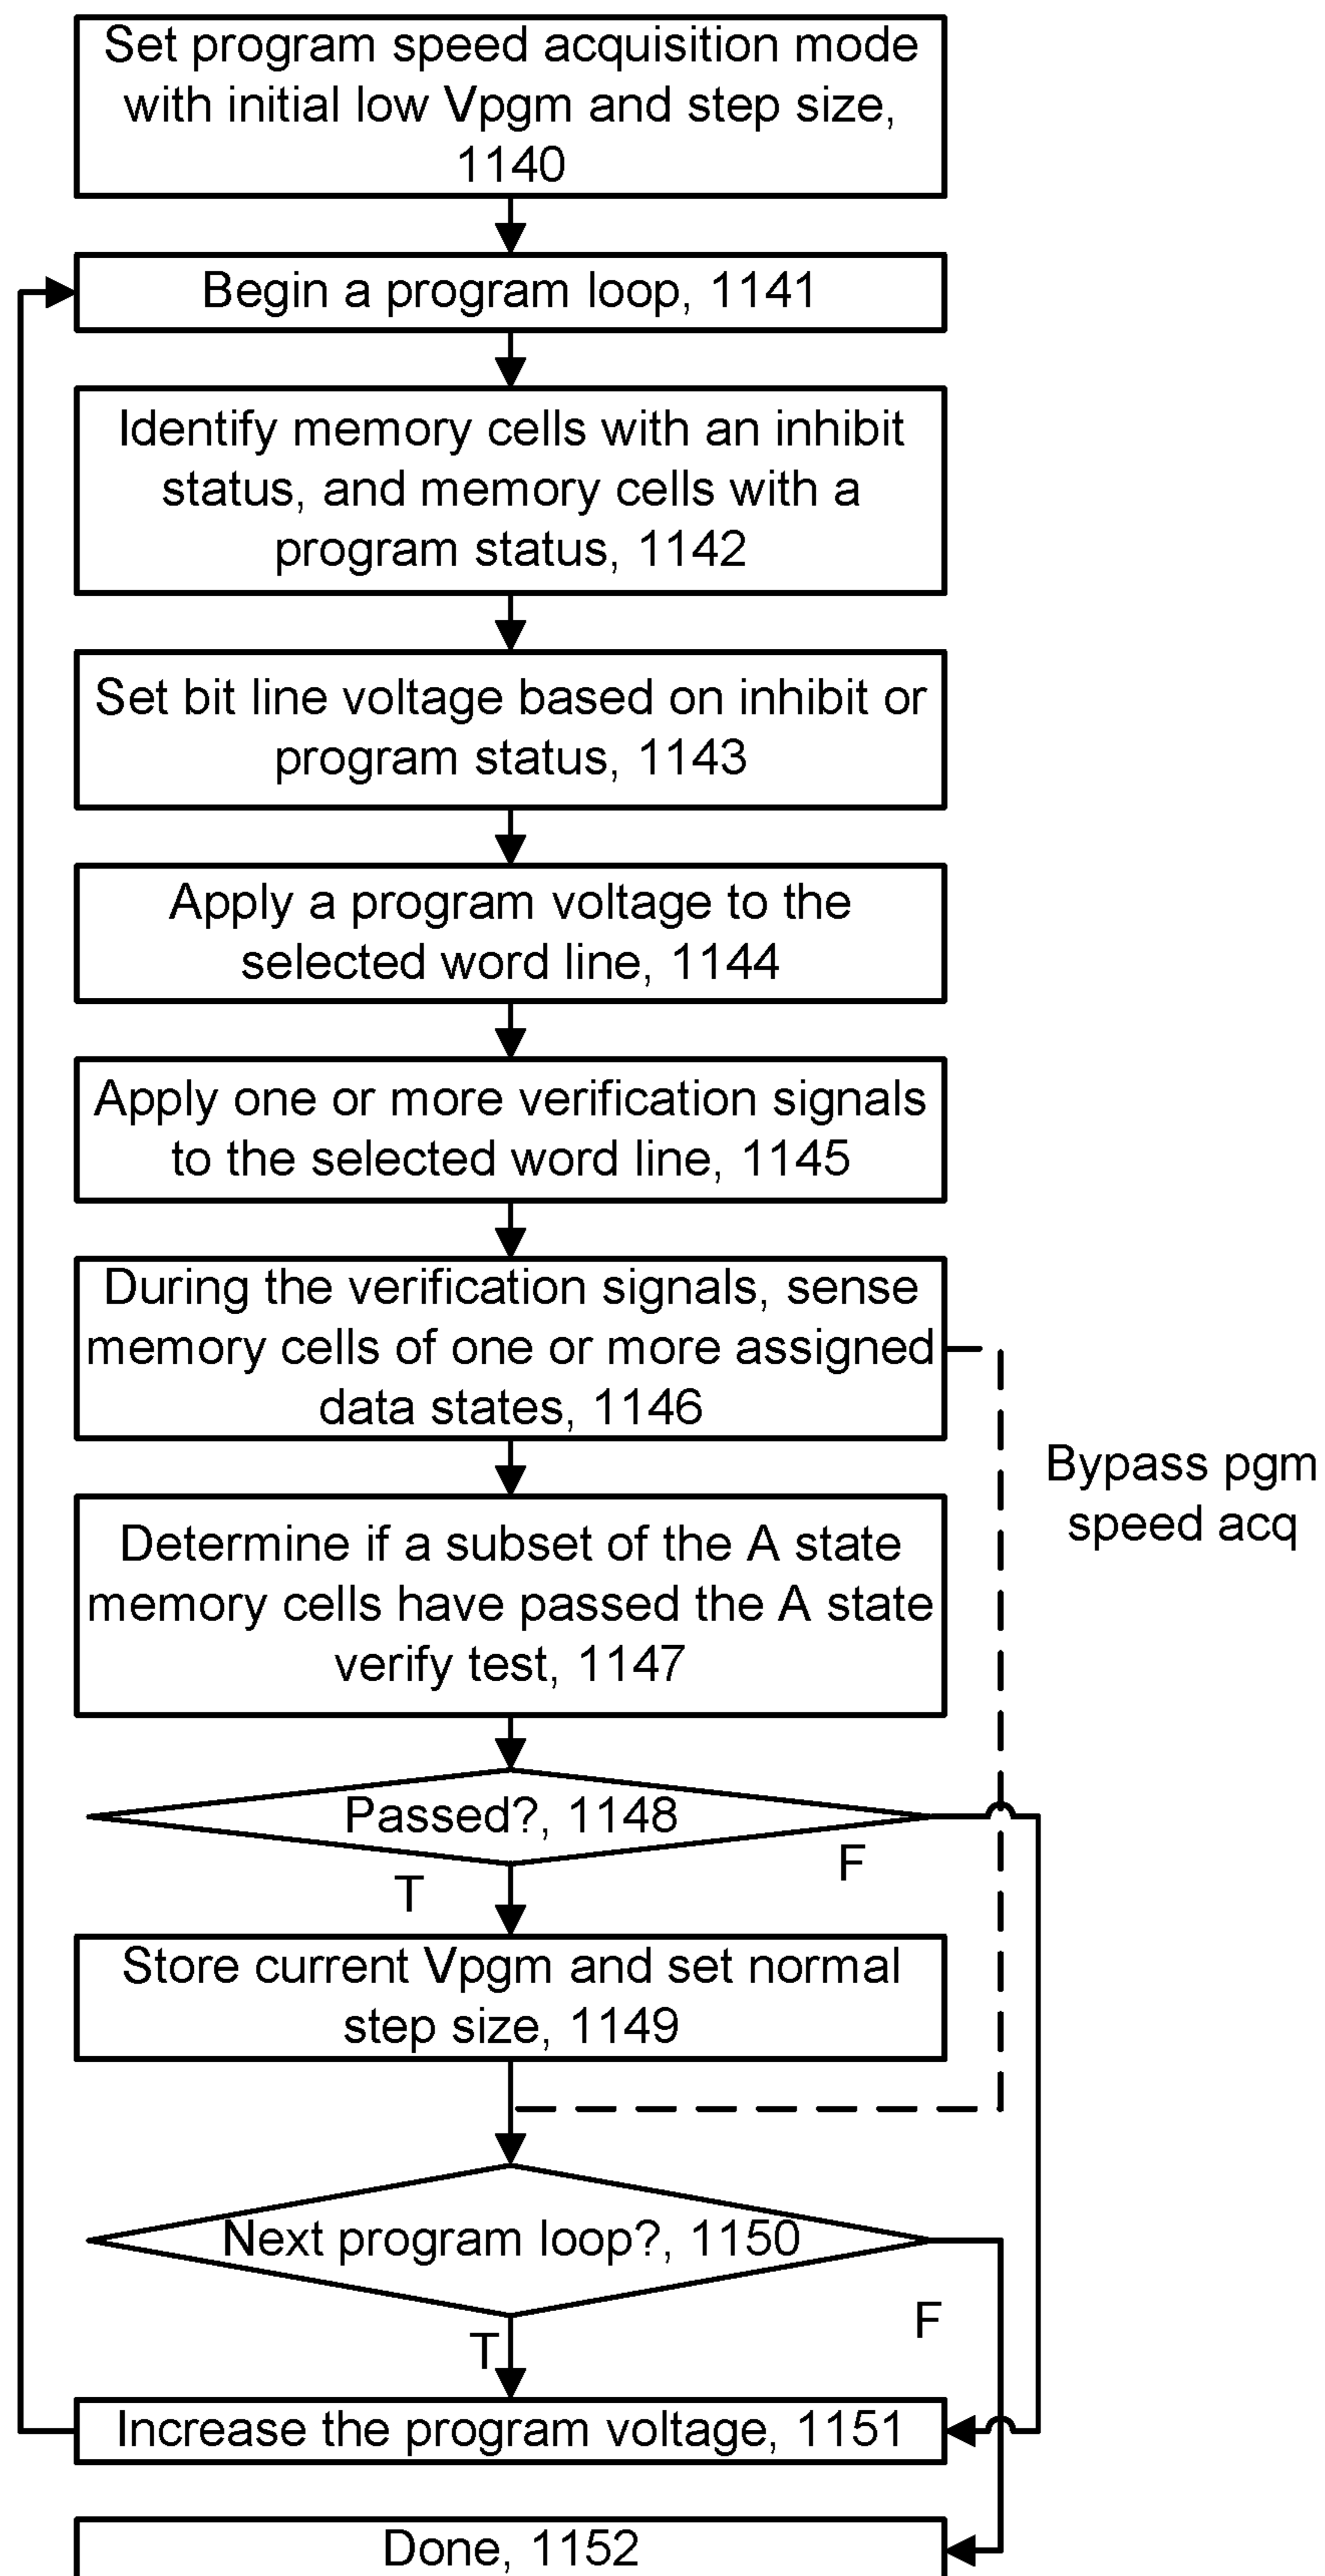 Set program speed acquisition mode
with initial low Vpgm and step size,
1140
Begin a program loop, 1141
Identify memory cells with an inhibit
status, and memory cells with a
program status, 1142
Set bit line voltage based on inhibit or
program status, 1143
Apply a program voltage to the
selected word line, 1144
Apply one or more verification signals
to the selected word line, 1145
During the verification signals, sense
memory cells of one or more assigned
data states, 1146
Bypass pgm
speed acq
Determine if a subset of the A state
memory cells have passed the A state
verify test, 1147
Passed?, 1148
F
T
Store current Vpgm and set normal
step size, 1149
Next program loop?, 1150
F
T
Increase the program voltage, 1151
Done, 1152